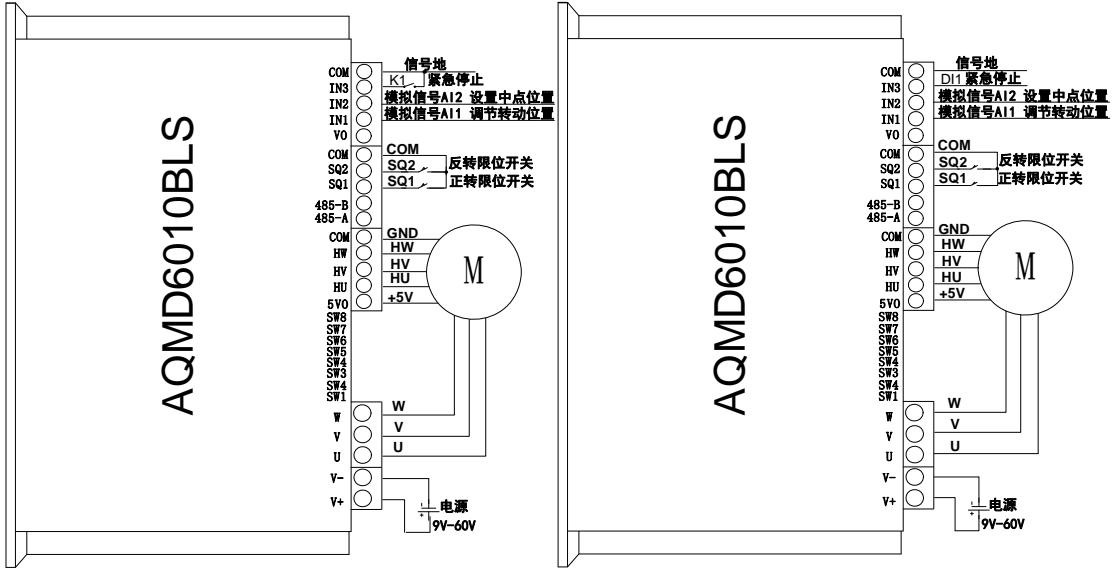 AQMD6010BLS
COM 信号地
IN3 K1 紧急停止
IN2 模拟信号AI2 设置中点位置
IN1 模拟信号AI1 调节转动位置
VO
COM COM
SQ2 SQ2 反转限位开关
SQ1 SQ1 正转限位开关
485-B
485-A
COM GND
HW HW
HV HV M
HU HU
5VO +5V
SW8
SW7
SW6
SW5
SW4
SW3
SW4
SW1
W W
V V
U U
V-
V+ 电源
9V-60V
AQMD6010BLS
COM 信号地
IN3 DI1 紧急停止
IN2 模拟信号AI2 设置中点位置
IN1 模拟信号AI1 调节转动位置
VO
COM COM
SQ2 SQ2 反转限位开关
SQ1 SQ1 正转限位开关
485-B
485-A
COM GND
HW HW
HV HV M
HU HU
5VO +5V
SW8
SW7
SW6
SW5
SW4
SW3
SW4
SW1
W W
V V
U U
V-
V+ 电源
9V-60V